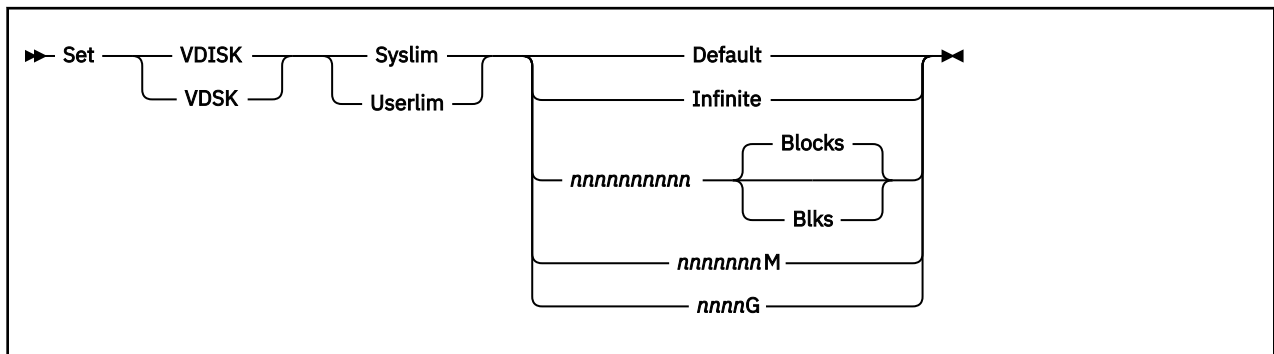 Set VDISK Syslim Default
VDSK Userlim Infinite
Blocks
nnnnnnnnnn
Blks
nnnnnnnM
nnnnG